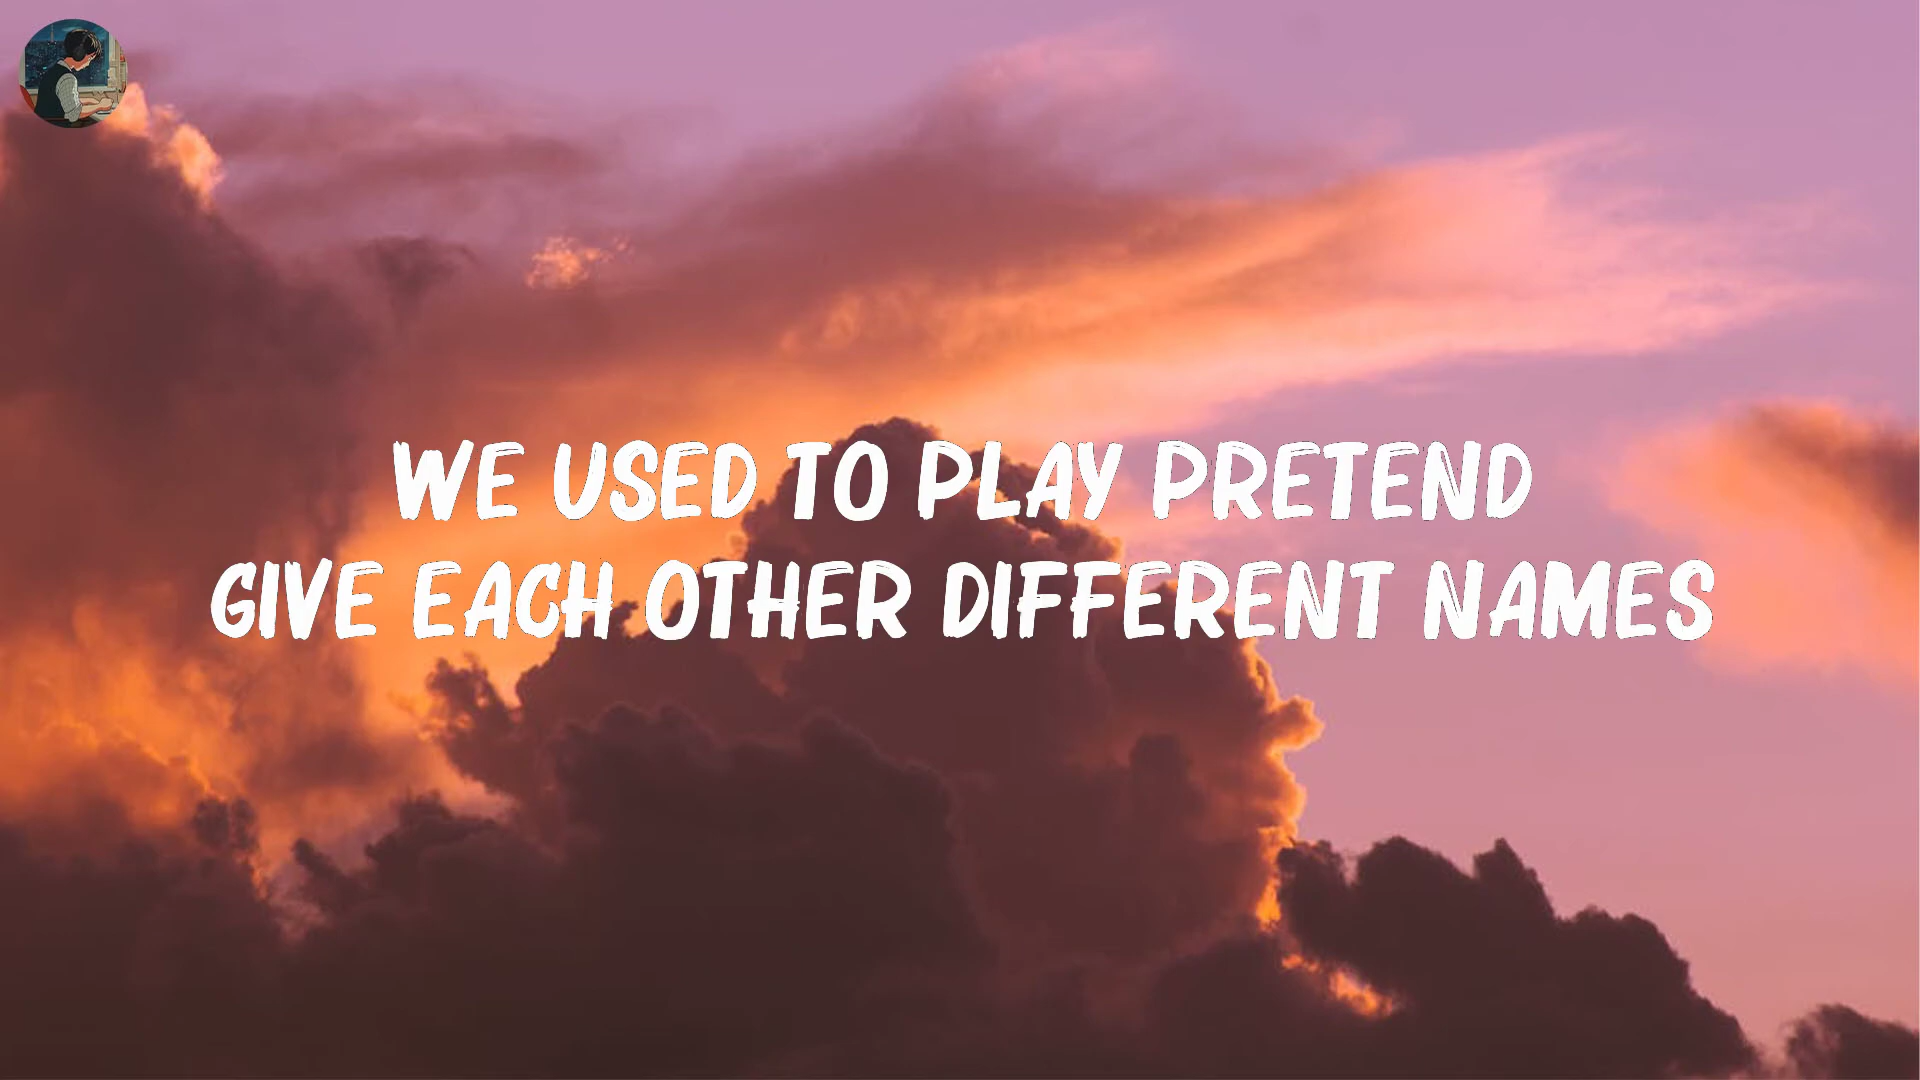 WE USED TO PLAY PRETEND
GIVE EACH OTHER DIFFERENT NAMES